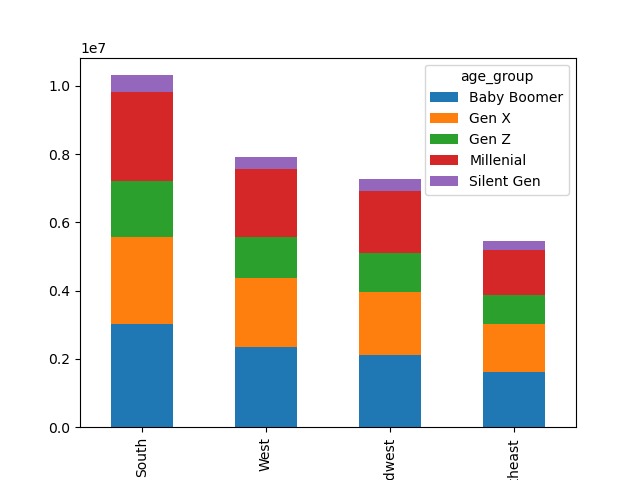 1e7
1.0
0.8
0.6
0.4
0.2
0.0
age_group
Baby Boomer
Gen X
Gen Z
Millenial
Silent Gen
South
West
dwest
heast